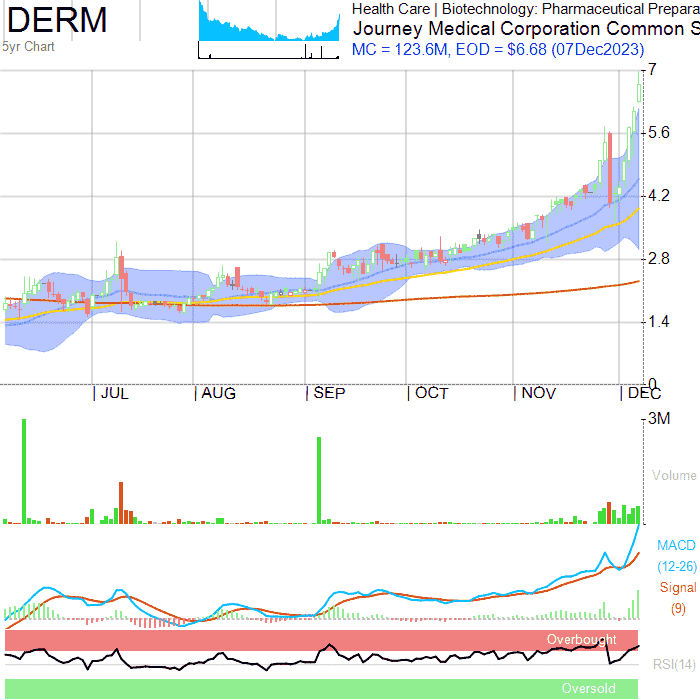 DERM
5yr Chart
Health Care | Biotechnology: Pharmaceutical Prepara
Journey Medical Corporation Common S
MC = 123.6M, EOD = $6.68 (07Dec2023)
7
5.6
4.2
2.8
1.4
0
JUL AUG SEP OCT NOV DEC
3M
Volume
MACD
(12-26)
Signal
(9)
Overbought
RSI(14)
Oversold